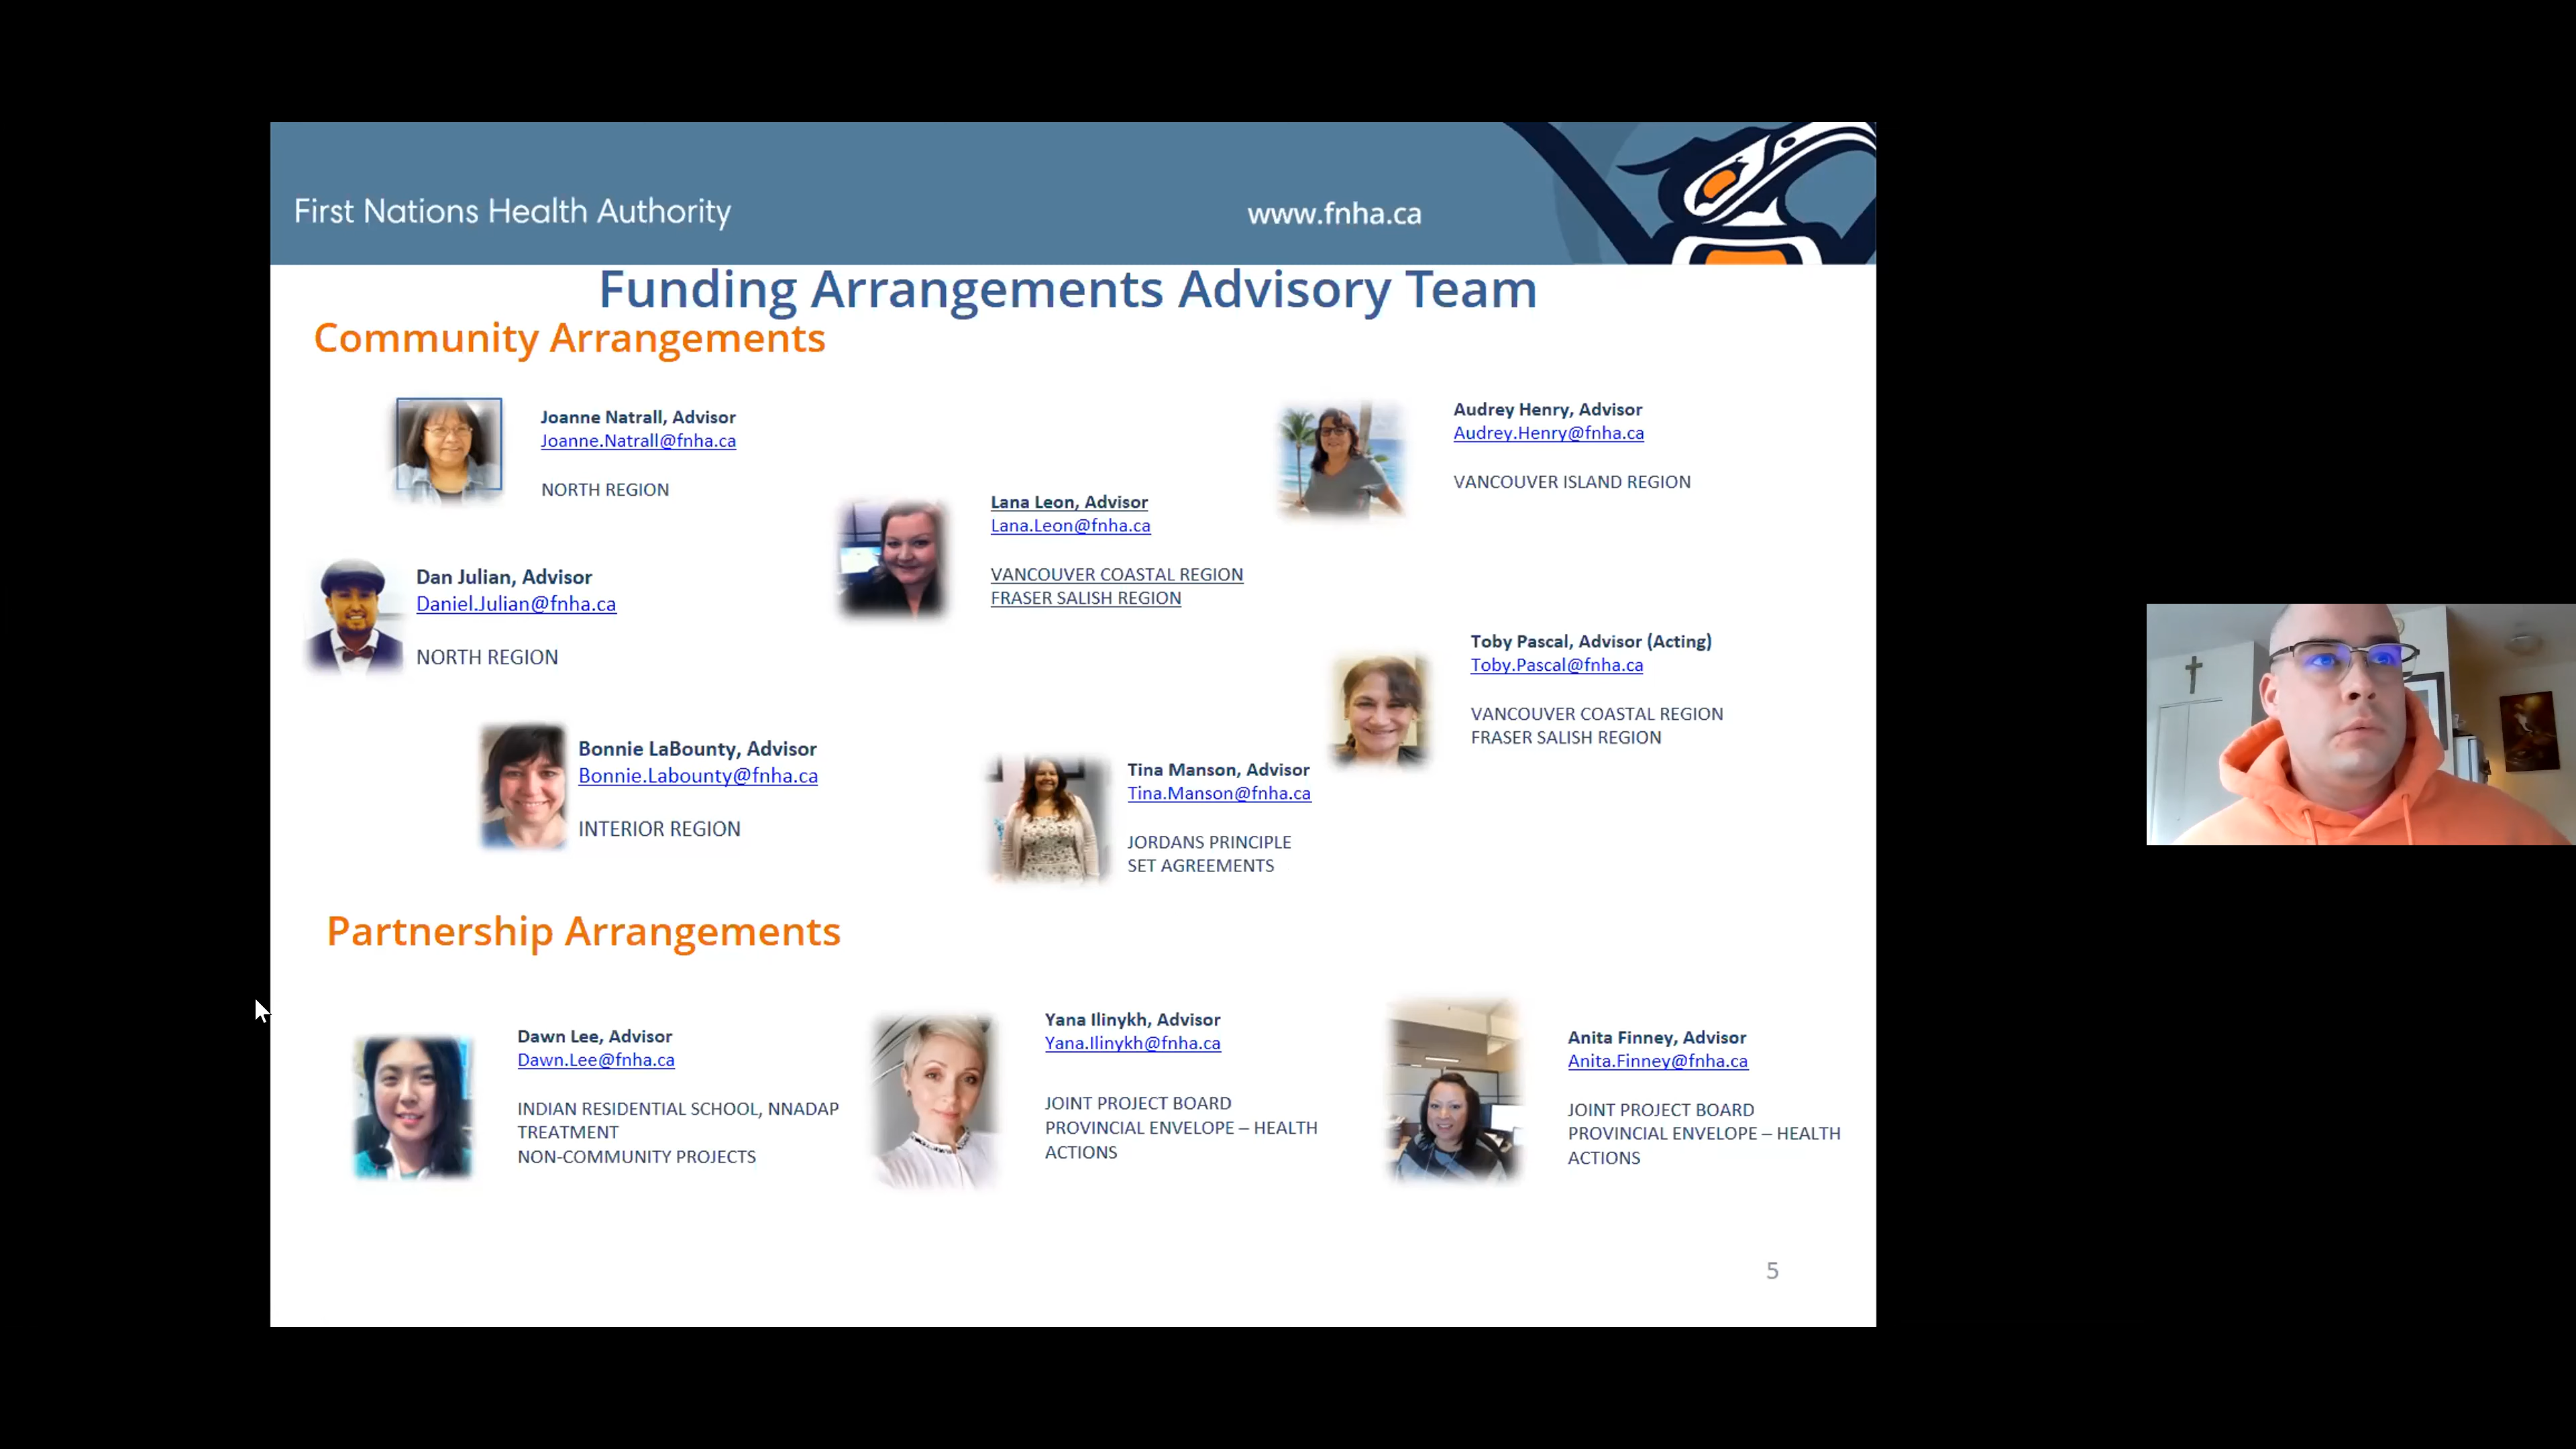 First Nations Health Authority
www.fnha.ca
Funding Arrangements Advisory Team
Community Arrangements
Joanne Natrall, Advisor
Joanne.Natrall@fnha.ca
NORTH REGION
Audrey Henry, Advisor
Audrey.Henry@fnha.ca
VANCOUVER ISLAND REGION
Lana Leon, Advisor
Lana.Leon@fnha.ca
VANCOUVER COASTAL REGION
FRASER SALISH REGION
Dan Julian, Advisor
Daniel.Julian@fnha.ca
NORTH REGION
Toby Pascal, Advisor (Acting)
Toby.Pascal@fnha.ca
VANCOUVER COASTAL REGION
FRASER SALISH REGION
Bonnie LaBounty, Advisor
Bonnie.Labounty@fnha.ca
INTERIOR REGION
Tina Manson, Advisor
Tina.Manson@fnha.ca
JORDANS PRINCIPLE
SET AGREEMENTS
Partnership Arrangements
Dawn Lee, Advisor
Dawn.Lee@fnha.ca
INDIAN RESIDENTIAL SCHOOL, NNADAP
TREATMENT
NON-COMMUNITY PROJECTS
Yana Ilinykh, Advisor
Yana.Ilinykh@fnha.ca
JOINT PROJECT BOARD
PROVINCIAL ENVELOPE – HEALTH
ACTIONS
Anita Finney, Advisor
Anita.Finney@fnha.ca
JOINT PROJECT BOARD
PROVINCIAL ENVELOPE – HEALTH
ACTIONS
5